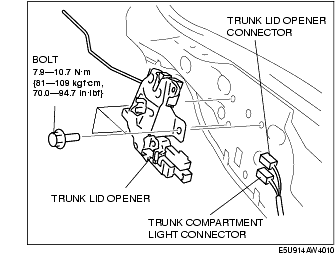 TRUNK LID OPENER
CONNECTOR
BOLT
7.9—10.7 N·m
{81—109 kgf·cm,
70.0—94.7 in·lbf}
TRUNK LID OPENER
TRUNK COMPARTMENT
LIGHT CONNECTOR
E5U914AW4010